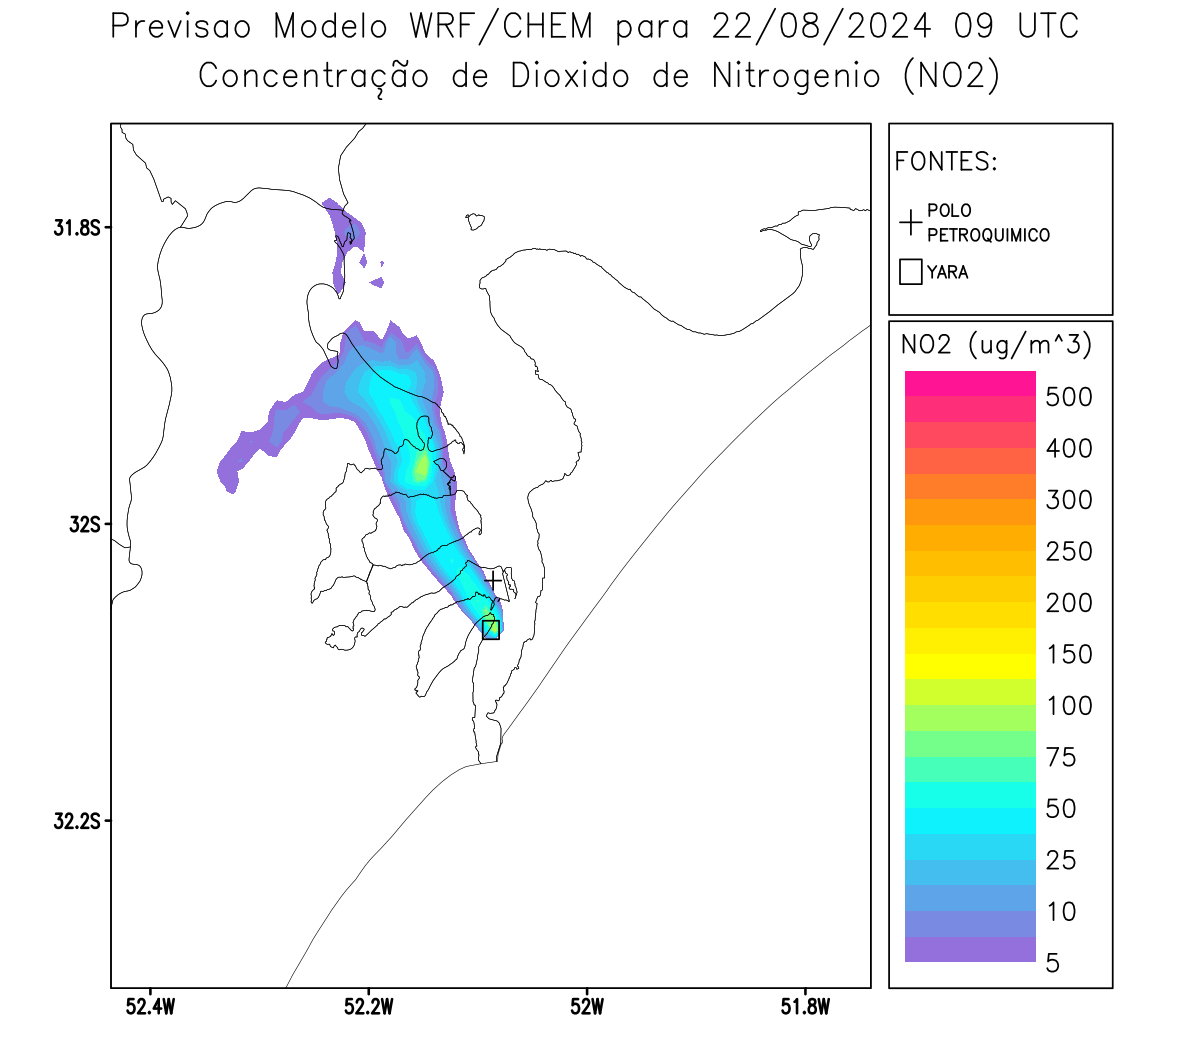 Previsao Modelo WRF/CHEM para 22/08/2024 09 UTC
Concentração de Dioxido de Nitrogenio (NO2)
FONTES:
POLO
PETROQUIMICO
YARA
NO2 (ug/m^3)
500
400
300
250
200
150
100
75
50
25
10
5
31.8S
32S
32.2S
52.4W
52.2W
52W
51.8W